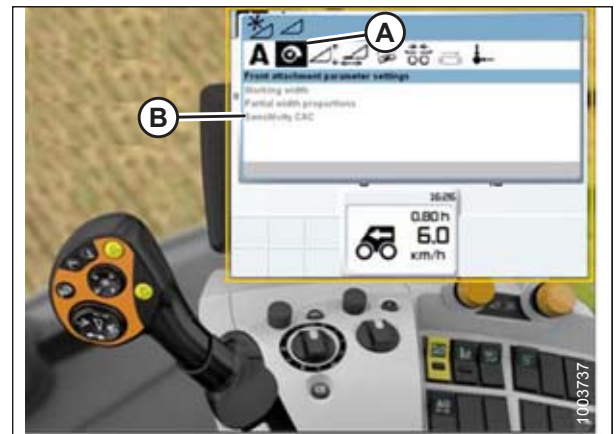 A
A
Front attachment parameter settings
Working width
Partial width proportions
B
Sensitivity CAC
16:26
0.80 h
6.0
km/h
1003737